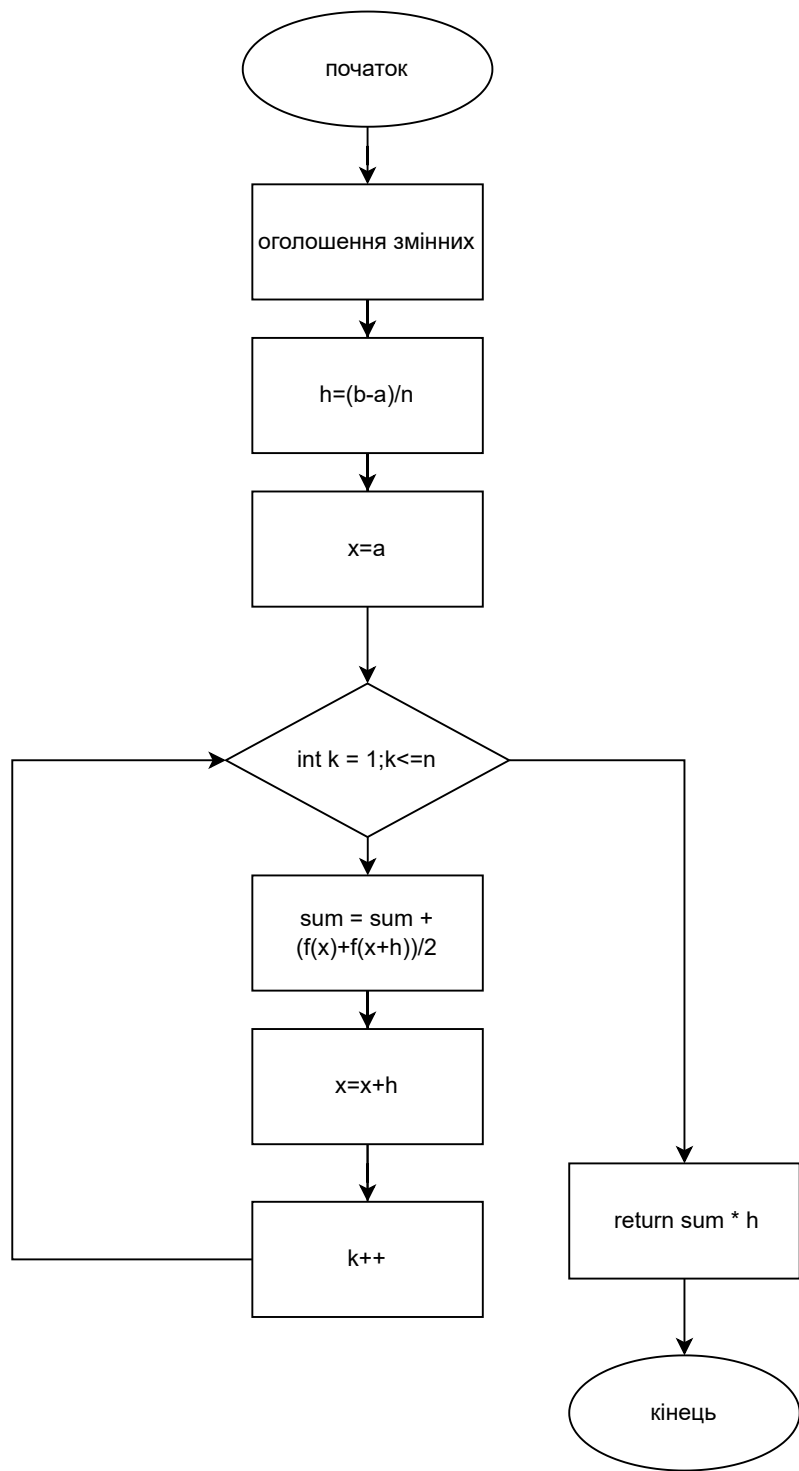 початок
оголошення змінних
h=(b-a)/n
x=a
int k = 1;k<=n
sum = sum +
(f(x)+f(x+h))/2
x=x+h
k++
return sum * h
кінець